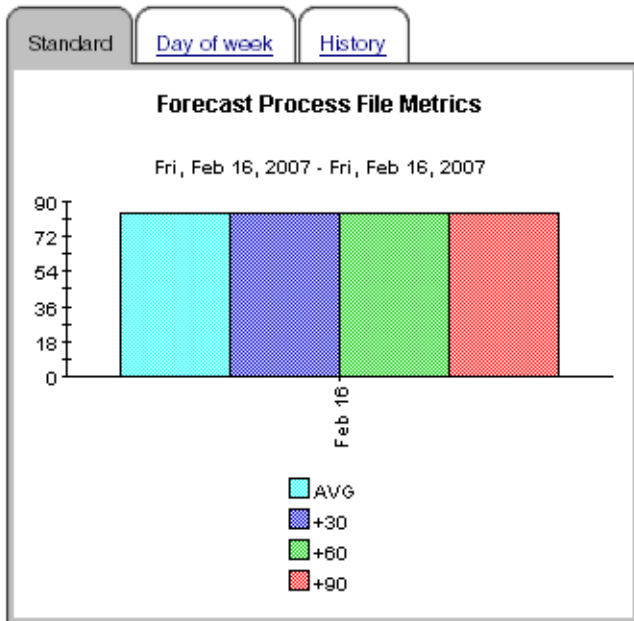 Standard Day of week History
Forecast Process File Metrics
Fri, Feb 16, 2007 - Fri, Feb 16, 2007
90
72
54
36
18
0
Feb 16
AVG
+30
+60
+90